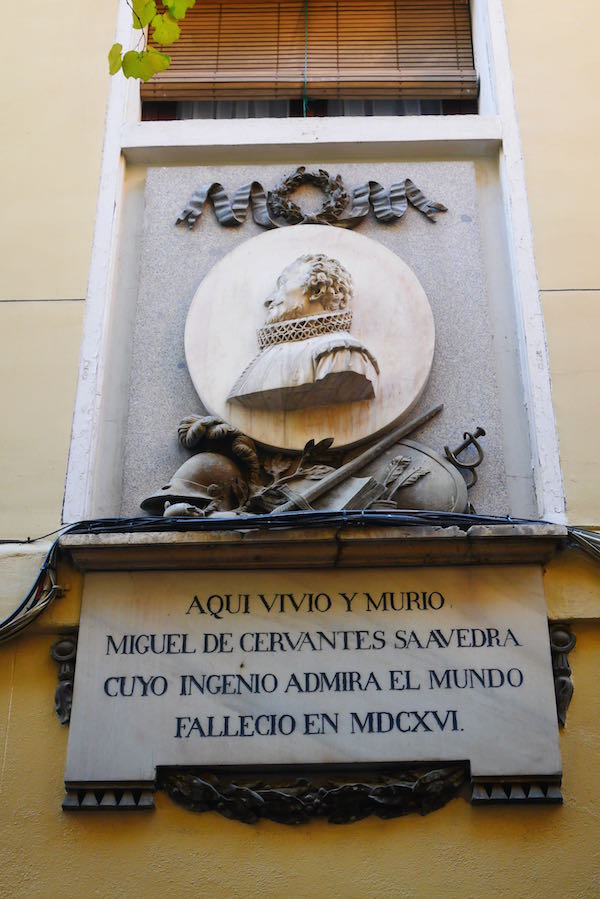 AQUI VIVIO Y MURIO
MIGUEL DE CERVANTES SAAVEDRA
CUYO INGENIO ADMIRA EL MUNDO
FALLECIO EN MDCXVI.